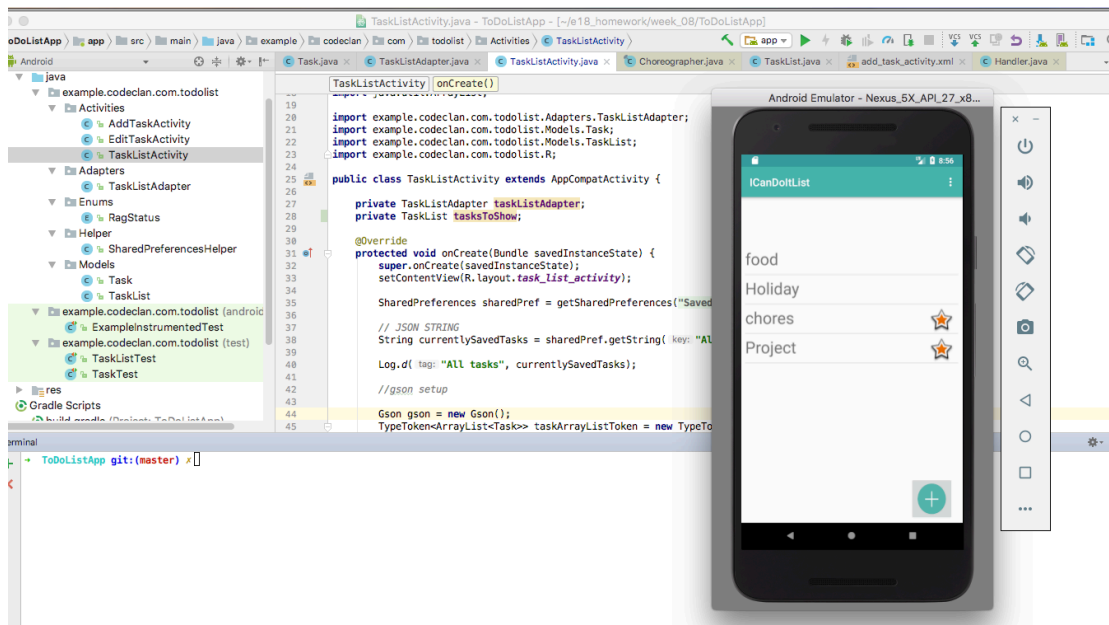 TaskListActivity.java - ToDoListApp - [~/e18_homework/week_08/ToDoListApp]
oDoListApp app src main java example codeclan com todolist Activities TaskListActivity app VCS VCS
Android
Task.java TaskListAdapter.java TaskListActivity.java Choreographer.java TaskList.java add_task_activity.xml Handler.java
java
example.codeclan.com.todolist
Activities
AddTaskActivity
EditTaskActivity
TaskListActivity
Adapters
TaskListAdapter
Enums
RagStatus
Helper
SharedPreferencesHelper
Models
Task
TaskList
example.codeclan.com.todolist (android
ExampleInstrumentedTest
example.codeclan.com.todolist (test)
TaskListTest
TaskTest
res
Gradle Scripts
TaskListActivity onCreate()
19
20 import example.codeclan.com.todolist.Adapters.TaskListAdapter;
21 import example.codeclan.com.todolist.Models.Task;
22 import example.codeclan.com.todolist.Models.TaskList;
23 import example.codeclan.com.todolist.R;
24
25 public class TaskListActivity extends AppCompatActivity {
26
27 private TaskListAdapter taskListAdapter;
28 private TaskList tasksToShow;
29
30 @Override
31 protected void onCreate(Bundle savedInstanceState) {
32 super.onCreate(savedInstanceState);
33 setContentView(R.layout.task_list_activity);
34
35 SharedPreferences sharedPref = getSharedPreferences("Saved
36
37 // JSON STRING
38 String currentlySavedTasks = sharedPref.getString( key: "Al
39
40 Log.d( tag: "All tasks", currentlySavedTasks);
41
42 //gson setup
43
44 Gson gson = new Gson();
45 TypeToken<ArrayList<Task>> taskArrayListToken = new TypeTo
Android Emulator - Nexus_5X_API_27_x8...
8:56
ICanDoItList
food
Holiday
chores
Project
erminal
ToDoListApp git:(master) ✗